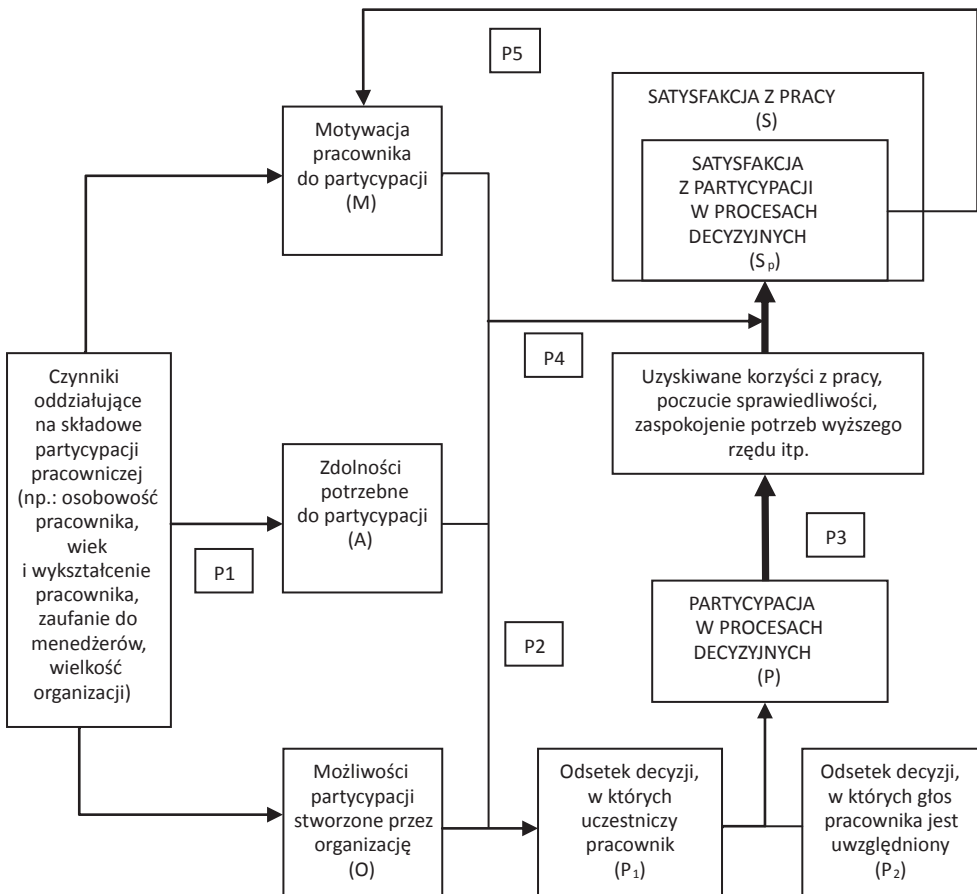 P5
SATYSFAKCJA Z PRACY
(S)
Motywacja
pracownika
do partycypacji
(M)
SATYSFAKCJA
Z PARTYCYPACJI
W PROCESACH
DECYZYJNYCH
(S p)
P4
Czynniki
oddziałujące
na składowe
partycypacji
pracowniczej
(np.: osobowość
pracownika,
wiek
i wykształcenie
pracownika,
zaufanie do
menedżerów,
wielkość
organizacji)
Uzyskiwane korzyści z pracy,
poczucie sprawiedliwości,
zaspokojenie potrzeb wyższego
rzędu itp.
Zdolności
potrzebne
do partycypacji
(A)
P1
P3
P2
PARTYCYPACJA
W PROCESACH
DECYZYJNYCH
(P)
Możliwości
partycypacji
stworzone przez
organizację
(O)
Odsetek decyzji,
w których
uczestniczy
pracownik
(P1)
Odsetek decyzji,
w których głos
pracownika jest
uwzględniony
(P2)